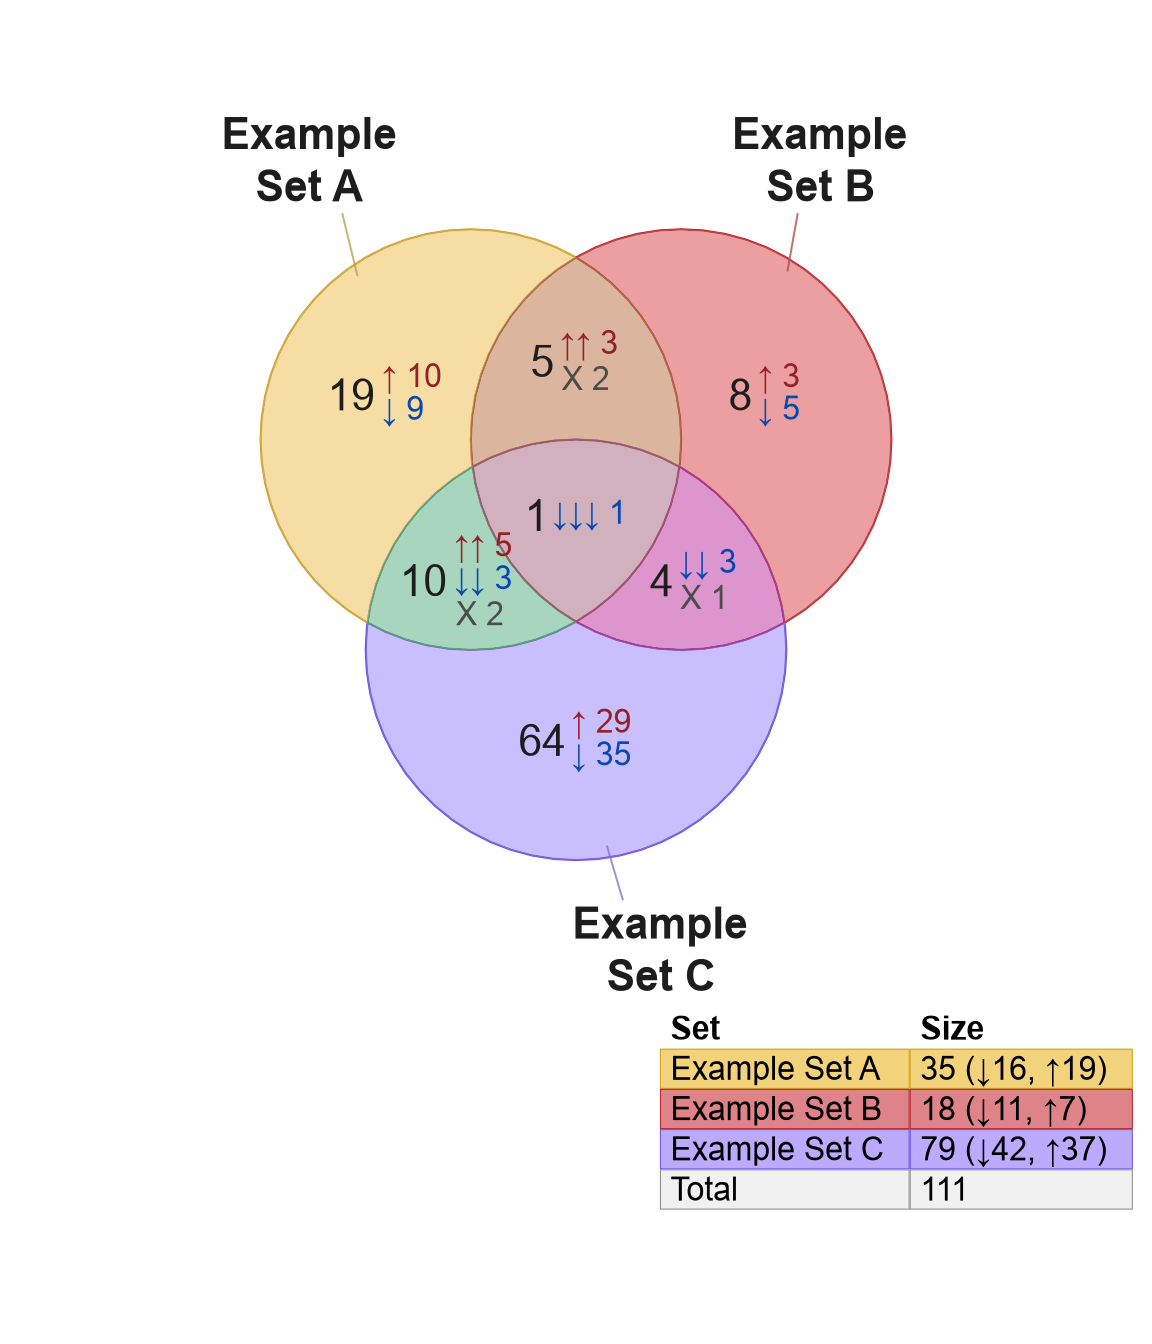 Example
Set A
Example
Set B
19 ↑ 10
↓ 9
5 ↑↑ 3
X 2
8 ↑ 3
↓ 5
1 ↓↓↓ 1
10 ↑↑ 5
↓↓ 3
X 2
4 ↓↓ 3
X 1
64 ↑ 29
↓ 35
Example
Set C
Set Size
Example Set A 35 (↓16, ↑19)
Example Set B 18 (↓11, ↑7)
Example Set C 79 (↓42, ↑37)
Total 111